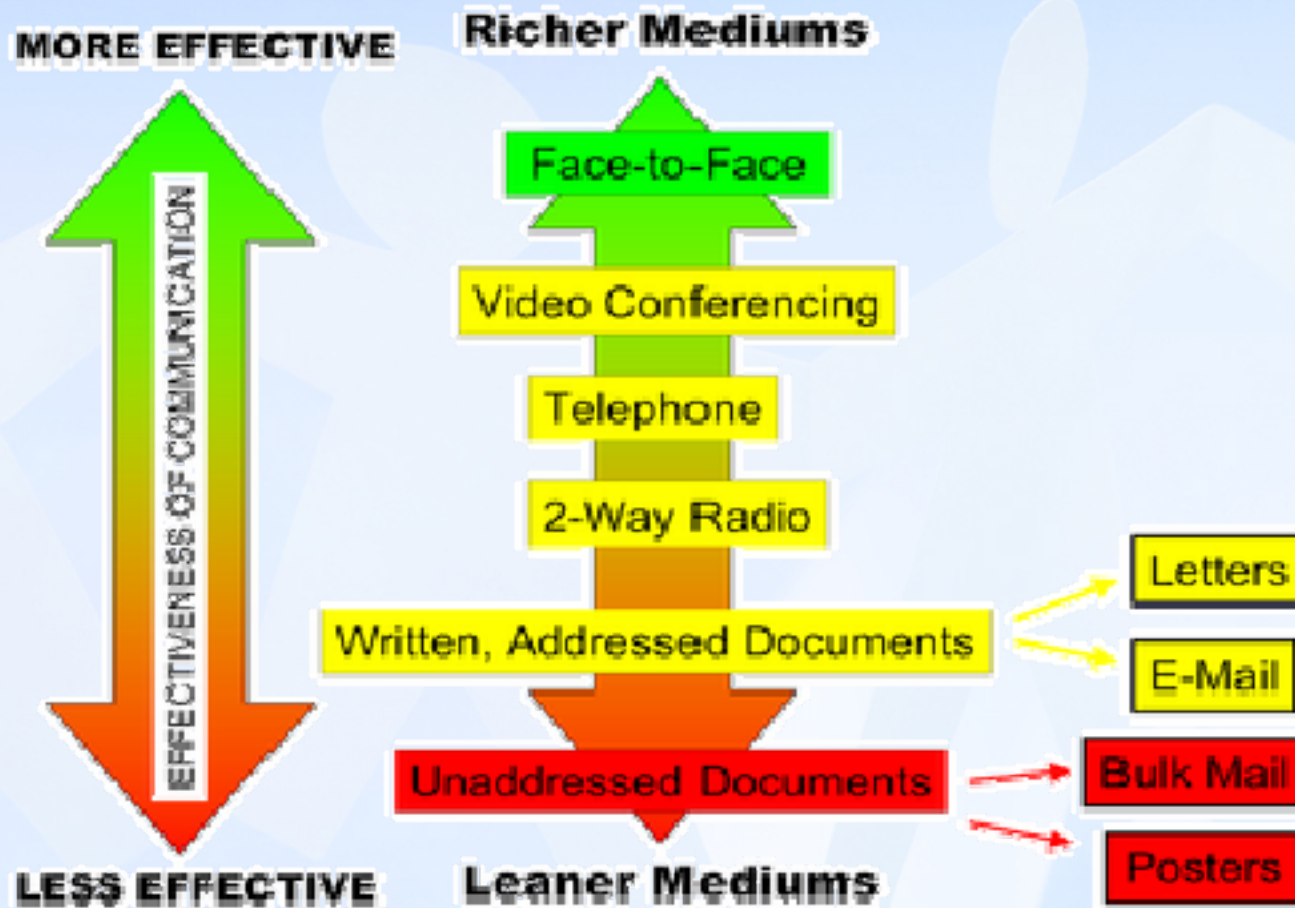 MORE EFFECTIVE
Richer Mediums
Face-to-Face
Video Conferencing
Telephone
2-Way Radio
Written, Addressed Documents
Letters
E-Mail
Unaddressed Documents
Bulk Mail
Posters
EFFECTIVENESS OF COMMUNICATION
LESS EFFECTIVE
Leaner Mediums